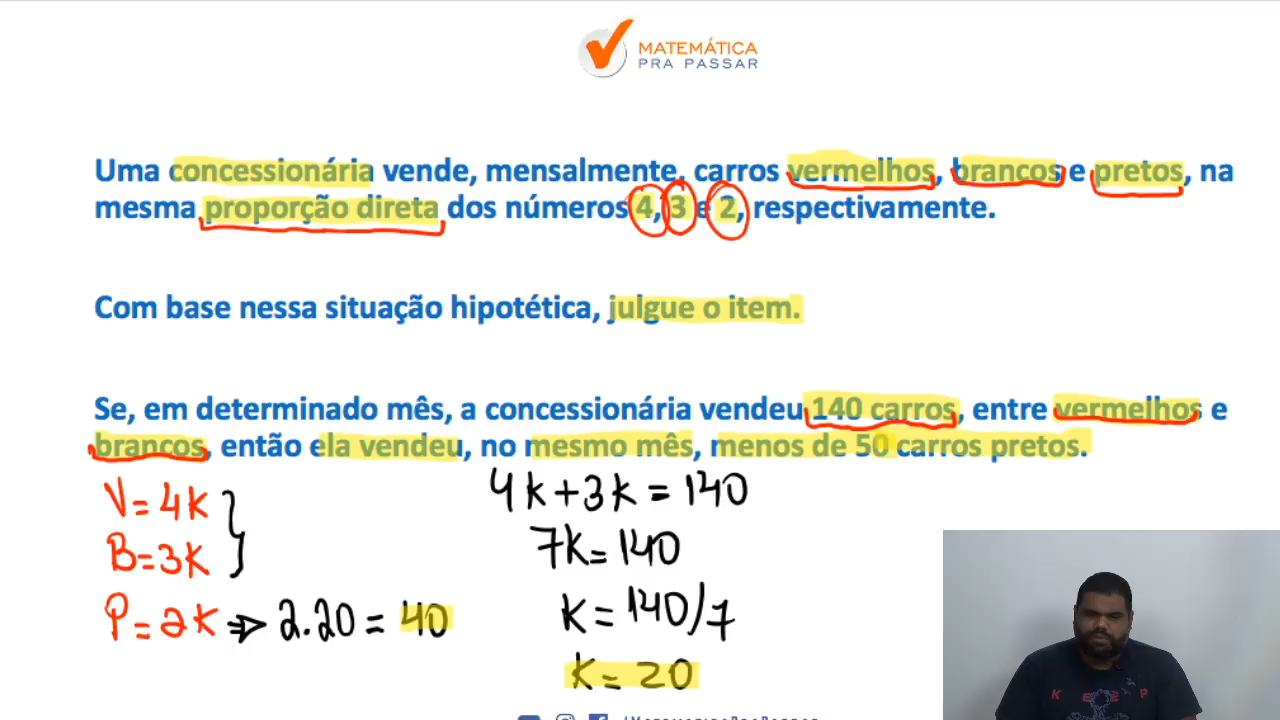 MATEMÁTICA
PRA PASSAR
Uma concessionária vende, mensalmente, carros vermelhos, brancos e pretos, na
mesma proporção direta dos números 4, 3 e 2, respectivamente.
Com base nessa situação hipotética, julgue o item.
Se, em determinado mês, a concessionária vendeu 140 carros, entre vermelhos e
brancos, então ela vendeu, no mesmo mês, menos de 50 carros pretos.
V=4K
B=3K
P=2K => 2.20 = 40
4K+3K = 140
7K=140
K=140/7
K=20
K E E P